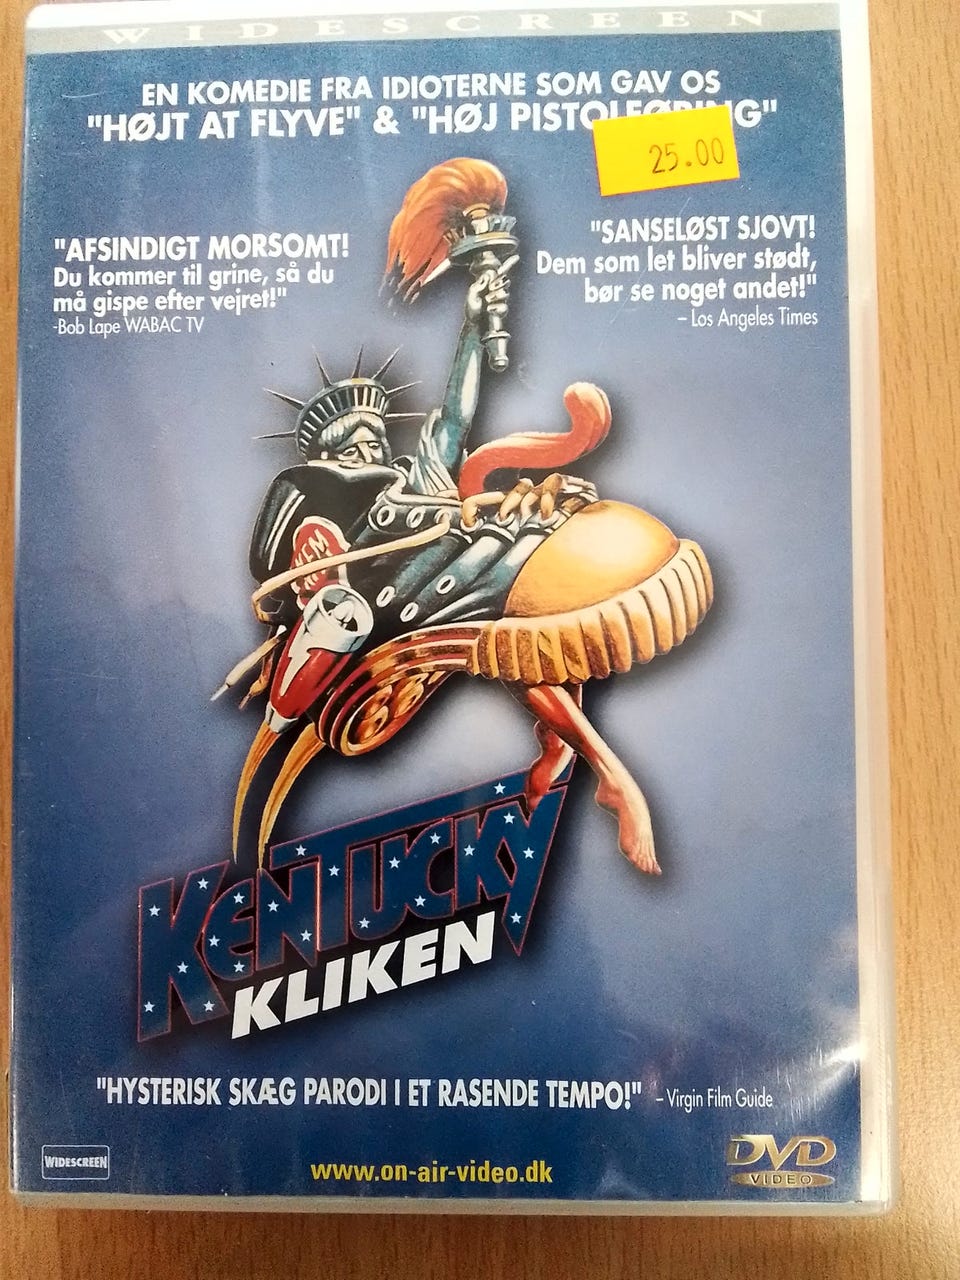 WIDESCREEN
EN KOMEDIE FRA IDIOTERNE SOM GAV OS
"HØJT AT FLYVE" & "HØJ PISTOLFØRING"
25.00
"AFSINDIGT MORSOMT!
Du kommer til grine, så du
må gispe efter vejret!"
-Bob Lape WABAC TV
"SANSELØST SJOVT!
Dem som let bliver stødt,
bør se noget andet!"
– Los Angeles Times
KENTUCKY
KLIKEN
"HYSTERISK SKÆG PARODI I ET RASENDE TEMPO!" – Virgin Film Guide
WIDESCREEN
www.on-air-video.dk
DVD
VIDEO